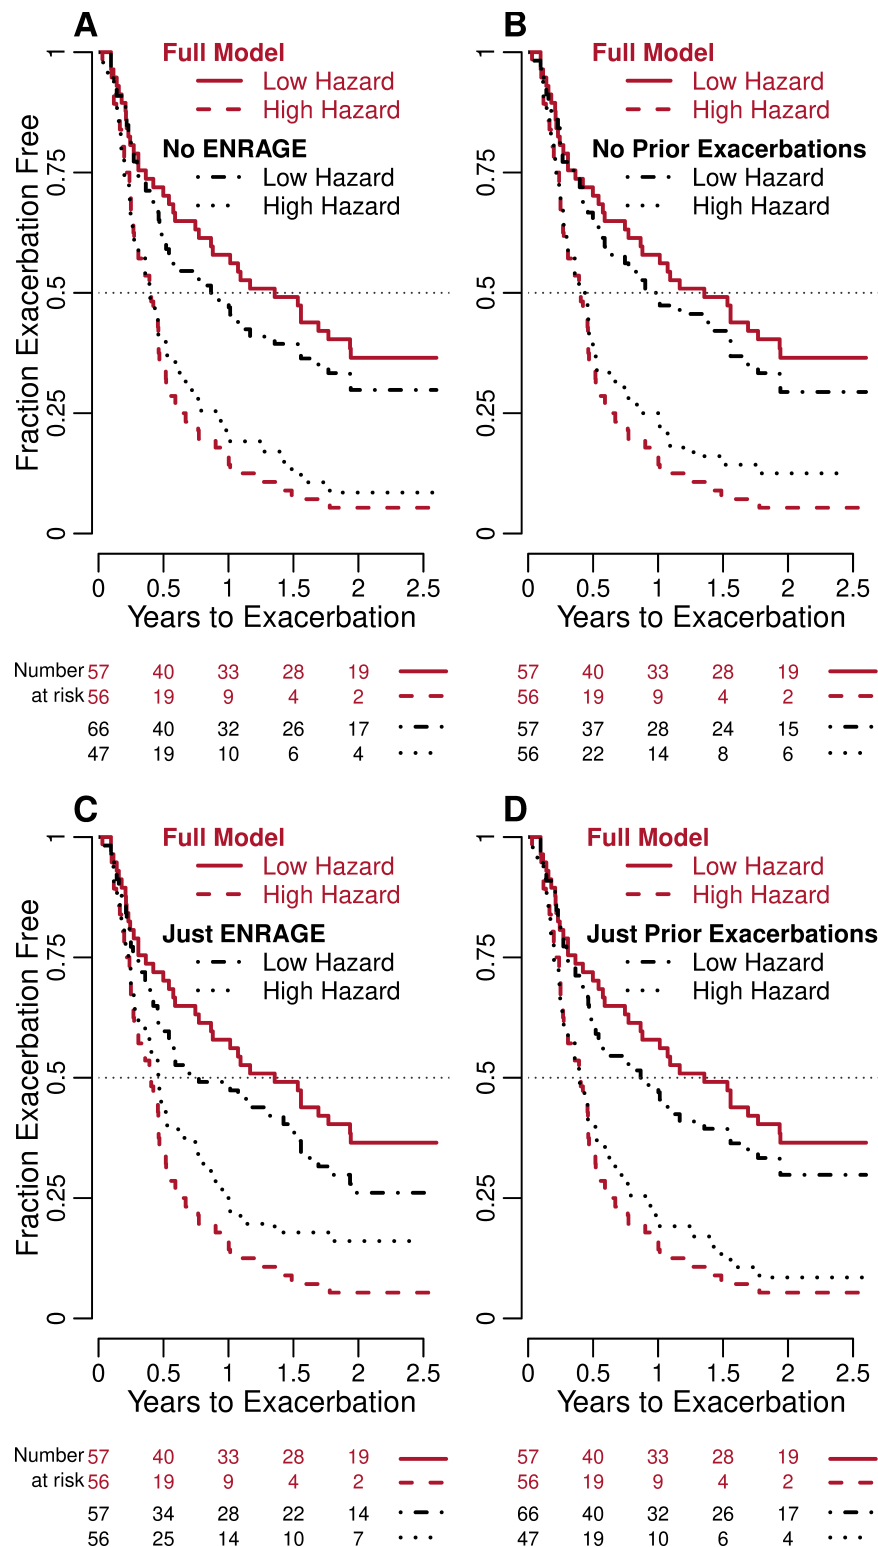 A
Full Model
Low Hazard
High Hazard
No ENRAGE
Low Hazard
High Hazard
Fraction Exacerbation Free
1
0.75
0.5
0.25
0
0 0.5 1 1.5 2 2.5
Years to Exacerbation
Number 57 40 33 28 19
at risk 56 19 9 4 2
66 40 32 26 17
47 19 10 6 4
B
Full Model
Low Hazard
High Hazard
No Prior Exacerbations
Low Hazard
High Hazard
1
0.75
0.5
0.25
0
0 0.5 1 1.5 2 2.5
Years to Exacerbation
57 40 33 28 19
56 19 9 4 2
57 37 28 24 15
56 22 14 8 6
C
Full Model
Low Hazard
High Hazard
Just ENRAGE
Low Hazard
High Hazard
Fraction Exacerbation Free
1
0.75
0.5
0.25
0
0 0.5 1 1.5 2 2.5
Years to Exacerbation
Number 57 40 33 28 19
at risk 56 19 9 4 2
57 34 28 22 14
56 25 14 10 7
D
Full Model
Low Hazard
High Hazard
Just Prior Exacerbations
Low Hazard
High Hazard
1
0.75
0.5
0.25
0
0 0.5 1 1.5 2 2.5
Years to Exacerbation
57 40 33 28 19
56 19 9 4 2
66 40 32 26 17
47 19 10 6 4